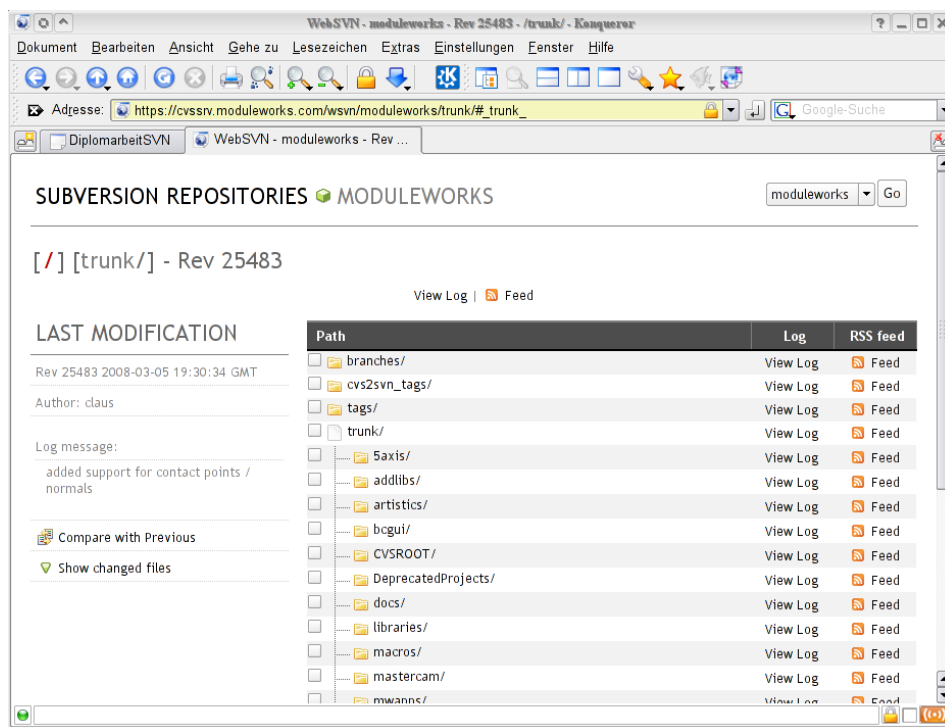 WebSVN - moduleworks - Rev 25483 - /trunk/ - Konqueror
Dokument Bearbeiten Ansicht Gehe zu Lesezeichen Extras Einstellungen Fenster Hilfe
Adresse: https://cvssrv.moduleworks.com/wsvn/moduleworks/trunk/#_trunk_ Google-Suche
DiplomarbeitSVN WebSVN - moduleworks - Rev ...
SUBVERSION REPOSITORIES MODULEWORKS
moduleworks Go
[/] [trunk/] - Rev 25483
View Log | Feed
LAST MODIFICATION
Rev 25483 2008-03-05 19:30:34 GMT
Author: claus
Log message:
added support for contact points /
normals
Compare with Previous
Show changed files
Path Log RSS feed
branches/ View Log Feed
cvs2svn_tags/ View Log Feed
tags/ View Log Feed
trunk/ View Log Feed
5axis/ View Log Feed
addlibs/ View Log Feed
artistics/ View Log Feed
bcgui/ View Log Feed
CVSROOT/ View Log Feed
DeprecatedProjects/ View Log Feed
docs/ View Log Feed
libraries/ View Log Feed
macros/ View Log Feed
mastercam/ View Log Feed
mwapps/ View Log Feed